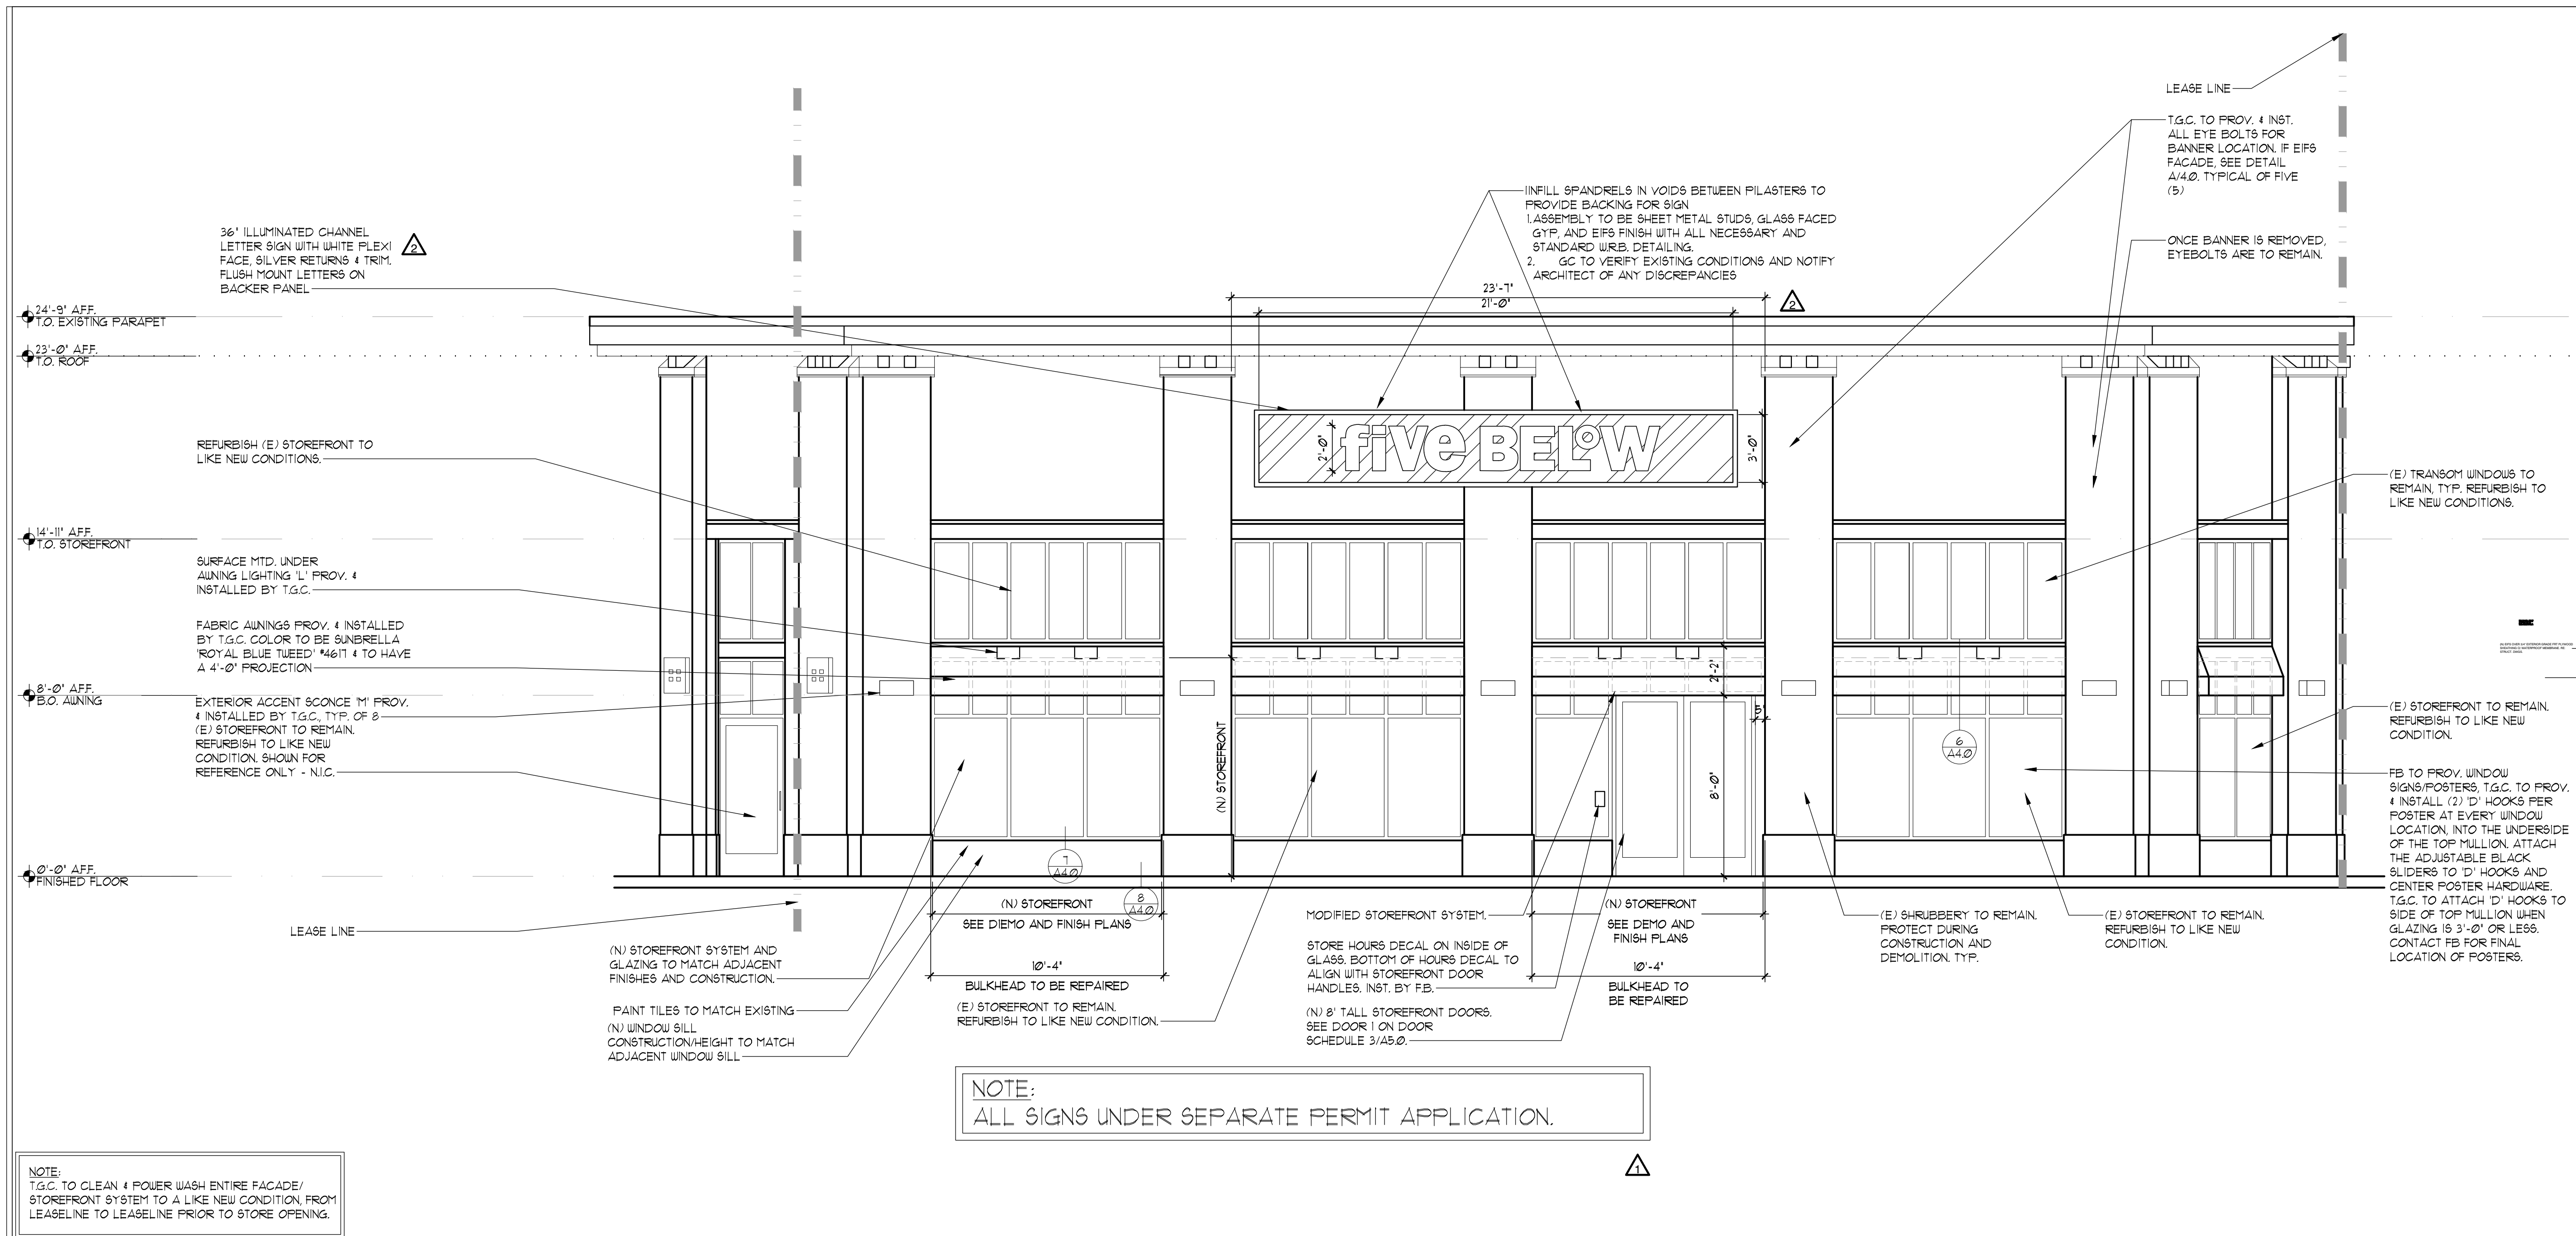 LEASE LINE
T.G.C. TO PROV. & INST.
ALL EYE BOLTS FOR
BANNER LOCATION. IF EIFS
FACADE, SEE DETAIL
A/4.0. TYPICAL OF FIVE
(5)
ONCE BANNER IS REMOVED,
EYEBOLTS ARE TO REMAIN.
1INFILL SPANDRELS IN VOIDS BETWEEN PILASTERS TO
PROVIDE BACKING FOR SIGN
1. ASSEMBLY TO BE SHEET METAL STUDS, GLASS FACED
GYP, AND EIFS FINISH WITH ALL NECESSARY AND
STANDARD W.R.B. DETAILING.
2. GC TO VERIFY EXISTING CONDITIONS AND NOTIFY
ARCHITECT OF ANY DISCREPANCIES
36" ILLUMINATED CHANNEL
LETTER SIGN WITH WHITE PLEXI
FACE, SILVER RETURNS & TRIM.
FLUSH MOUNT LETTERS ON
BACKER PANEL
2
23'-7"
21'-0"
2
24'-9" A.F.F.
T.O. EXISTING PARAPET
23'-0" A.F.F.
T.O. ROOF
2'-0"
five BELOW
3'-0"
REFURBISH (E) STOREFRONT TO
LIKE NEW CONDITIONS.
(E) TRANSOM WINDOWS TO
REMAIN, TYP. REFURBISH TO
LIKE NEW CONDITIONS.
14'-11" A.F.F.
T.O. STOREFRONT
SURFACE MTD. UNDER
AWNING LIGHTING 'L' PROV. &
INSTALLED BY T.G.C.
FABRIC AWNINGS PROV. & INSTALLED
BY T.G.C. COLOR TO BE SUNBRELLA
'ROYAL BLUE TWEED' #4617 & TO HAVE
A 4'-0" PROJECTION
8'-0" A.F.F.
B.O. AWNING
EXTERIOR ACCENT SCONCE 'M' PROV.
& INSTALLED BY T.G.C., TYP. OF 8
(E) STOREFRONT TO REMAIN.
REFURBISH TO LIKE NEW
CONDITION. SHOWN FOR
REFERENCE ONLY - N.I.C.
(N) STOREFRONT
2'-2"
5"
8'-0"
6
A4.0
(E) STOREFRONT TO REMAIN.
REFURBISH TO LIKE NEW
CONDITION.
FB TO PROV. WINDOW
SIGNS/POSTERS, T.G.C. TO PROV.
& INSTALL (2) 'D' HOOKS PER
POSTER AT EVERY WINDOW
LOCATION, INTO THE UNDERSIDE
OF THE TOP MULLION. ATTACH
THE ADJUSTABLE BLACK
SLIDERS TO 'D' HOOKS AND
CENTER POSTER HARDWARE.
T.G.C. TO ATTACH 'D' HOOKS TO
SIDE OF TOP MULLION WHEN
GLAZING IS 3'-0" OR LESS.
CONTACT FB FOR FINAL
LOCATION OF POSTERS.
0'-0" A.F.F.
FINISHED FLOOR
7
A4.0
8
A4.0
LEASE LINE
(N) STOREFRONT
SEE DIEMO AND FINISH PLANS
10'-4"
BULKHEAD TO BE REPAIRED
(N) STOREFRONT SYSTEM AND
GLAZING TO MATCH ADJACENT
FINISHES AND CONSTRUCTION.
PAINT TILES TO MATCH EXISTING
(N) WINDOW SILL
CONSTRUCTION/HEIGHT TO MATCH
ADJACENT WINDOW SILL
(E) STOREFRONT TO REMAIN.
REFURBISH TO LIKE NEW CONDITION.
MODIFIED STOREFRONT SYSTEM.
STORE HOURS DECAL ON INSIDE OF
GLASS. BOTTOM OF HOURS DECAL TO
ALIGN WITH STOREFRONT DOOR
HANDLES. INST. BY F.B.
(N) 8' TALL STOREFRONT DOORS.
SEE DOOR 1 ON DOOR
SCHEDULE 3/A5.0.
(N) STOREFRONT
SEE DEMO AND
FINISH PLANS
10'-4"
BULKHEAD TO
BE REPAIRED
(E) SHRUBBERY TO REMAIN.
PROTECT DURING
CONSTRUCTION AND
DEMOLITION. TYP.
(E) STOREFRONT TO REMAIN.
REFURBISH TO LIKE NEW
CONDITION.
NOTE:
ALL SIGNS UNDER SEPARATE PERMIT APPLICATION.
1
NOTE:
T.G.C. TO CLEAN & POWER WASH ENTIRE FACADE/
STOREFRONT SYSTEM TO A LIKE NEW CONDITION, FROM
LEASELINE TO LEASELINE PRIOR TO STORE OPENING.